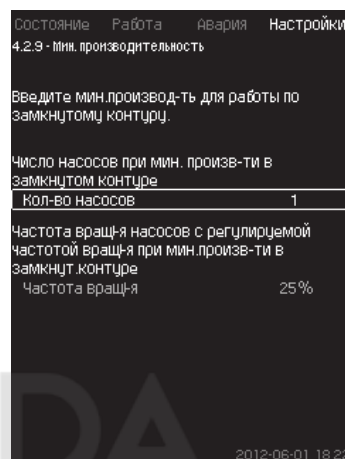 Состояние Работа Авария Настройки
4.2.9 - Мин. производительность
Введите мин.производ-ть для работы по
замкнутому контуру.
Число насосов при мин. произв-ти в
замкнутом контуре
Кол-во насосов 1
Частота вращ-я насосов с регулируемой
частотой вращ-я при мин.произв-ти в
замкнут.контуре
Частота вращ-я 25%
DA
2012-06-01 18:22